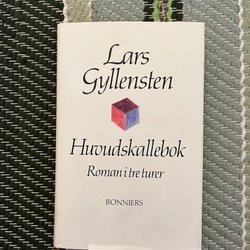 Lars
Gyllensten
Huvudskallebok
Roman i tre turer
BONNIERS